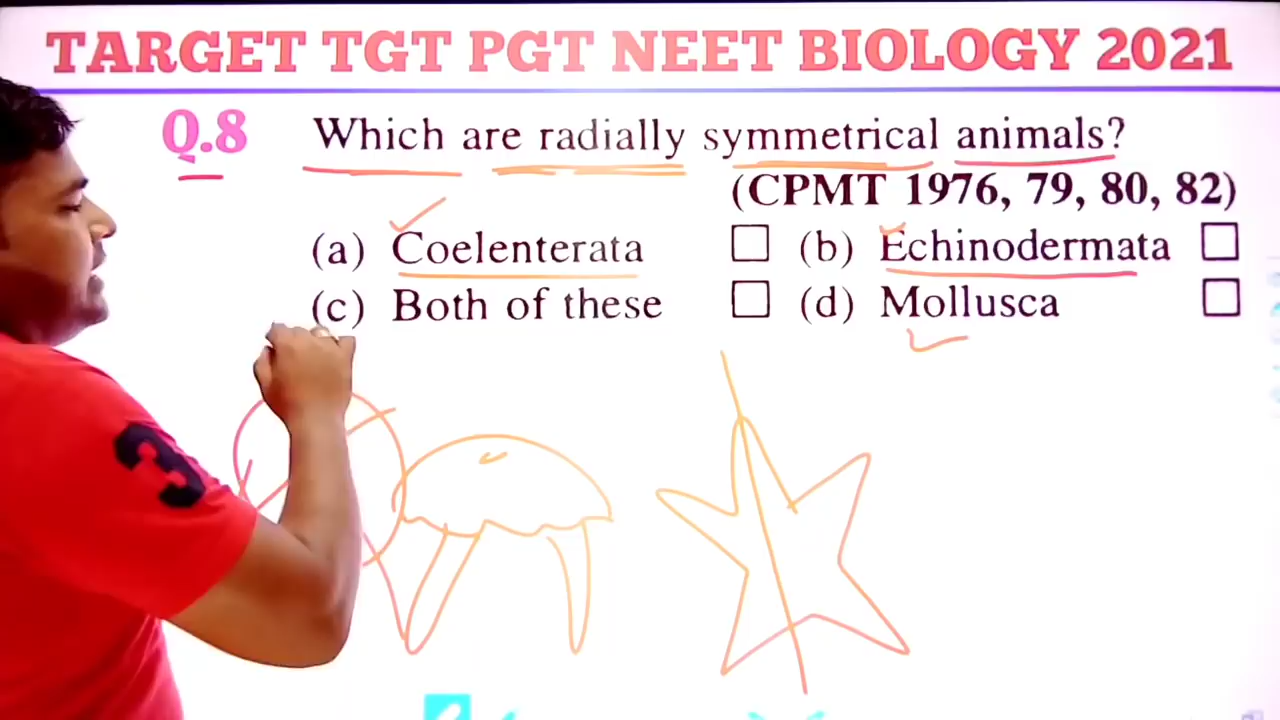 TARGET TGT PGT NEET BIOLOGY 2021
Q.8 Which are radially symmetrical animals?
(CPMT 1976, 79, 80, 82)
(a) Coelenterata (b) Echinodermata
(c) Both of these (d) Mollusca
3